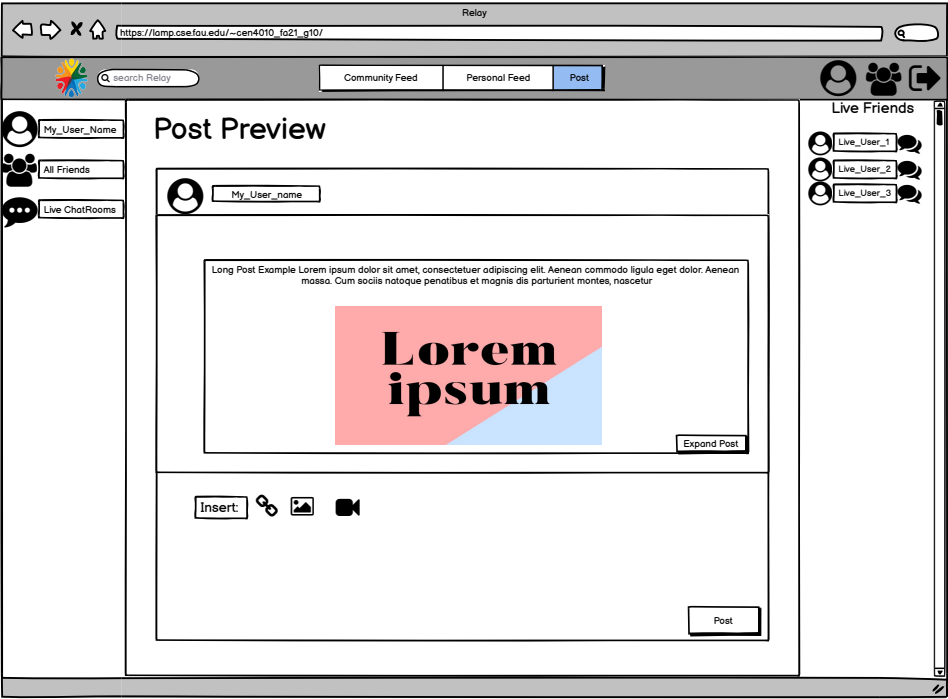 Relay
https://lamp.cse.fau.edu/~cen4010_fa21_g10/
search Relay
Community Feed
Personal Feed
Post
My_User_Name
All Friends
Live ChatRooms
Post Preview
My_User_name
Long Post Example Lorem ipsum dolor sit amet, consectetuer adipiscing elit. Aenean commodo ligula eget dolor. Aenean
massa. Cum sociis natoque penatibus et magnis dis parturient montes, nascetur
Lorem
ipsum
Expand Post
Insert:
Post
Live Friends
Live_User_1
Live_User_2
Live_User_3